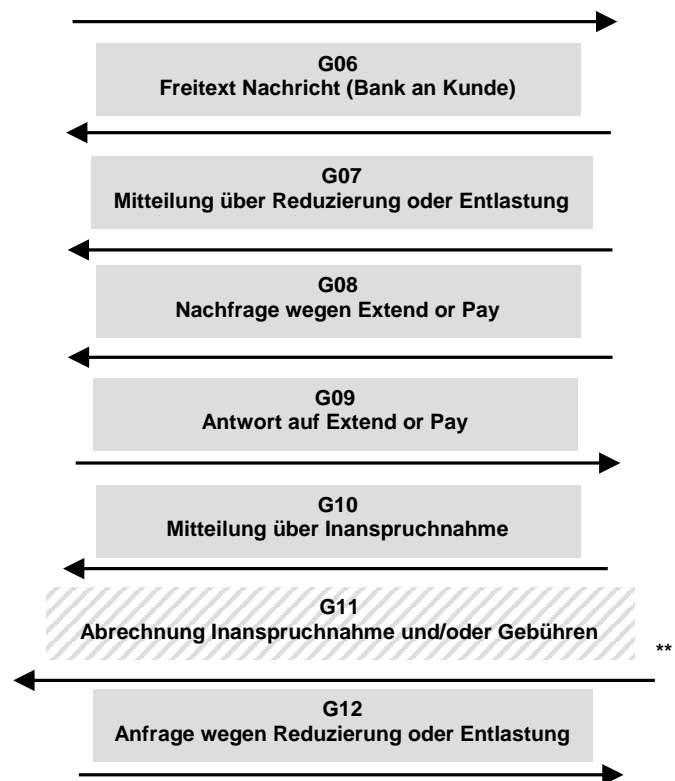 G06
Freitext Nachricht (Bank an Kunde)
G07
Mitteilung über Reduzierung oder Entlastung
G08
Nachfrage wegen Extend or Pay
G09
Antwort auf Extend or Pay
G10
Mitteilung über Inanspruchnahme
G11
Abrechnung Inanspruchnahme und/oder Gebühren
**
G12
Anfrage wegen Reduzierung oder Entlastung